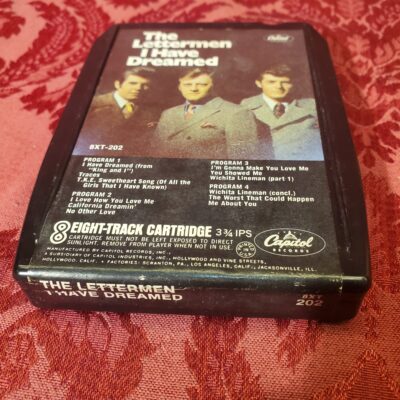 The
Lettermen
I Have
Dreamed
Capitol
8XT-202
PROGRAM 1
I Have Dreamed (from
"King and I")
Traces
T.K.E. Sweetheart Song (Of All the
Girls That I Have Known)
PROGRAM 2
I Love How You Love Me
California Dreamin'
No Other Love
PROGRAM 3
I'm Gonna Make You Love Me
You Showed Me
Wichita Lineman (part 1)
PROGRAM 4
Wichita Lineman (concl.)
The Worst That Could Happen
Me About You
8 EIGHT-TRACK CARTRIDGE 3¾ IPS
CARTRIDGE MUST NOT BE LEFT EXPOSED TO DIRECT
SUNLIGHT. REMOVE FROM PLAYER WHEN NOT IN USE.
MANUFACTURED BY CAPITOL RECORDS, INC.,
A SUBSIDIARY OF CAPITOL INDUSTRIES, INC., HOLLYWOOD AND VINE STREETS,
HOLLYWOOD, CALIF. • FACTORIES: SCRANTON, PA., LOS ANGELES, CALIF., JACKSONVILLE, ILL.
Capitol
THE LETTERMEN
I HAVE DREAMED
8XT
202